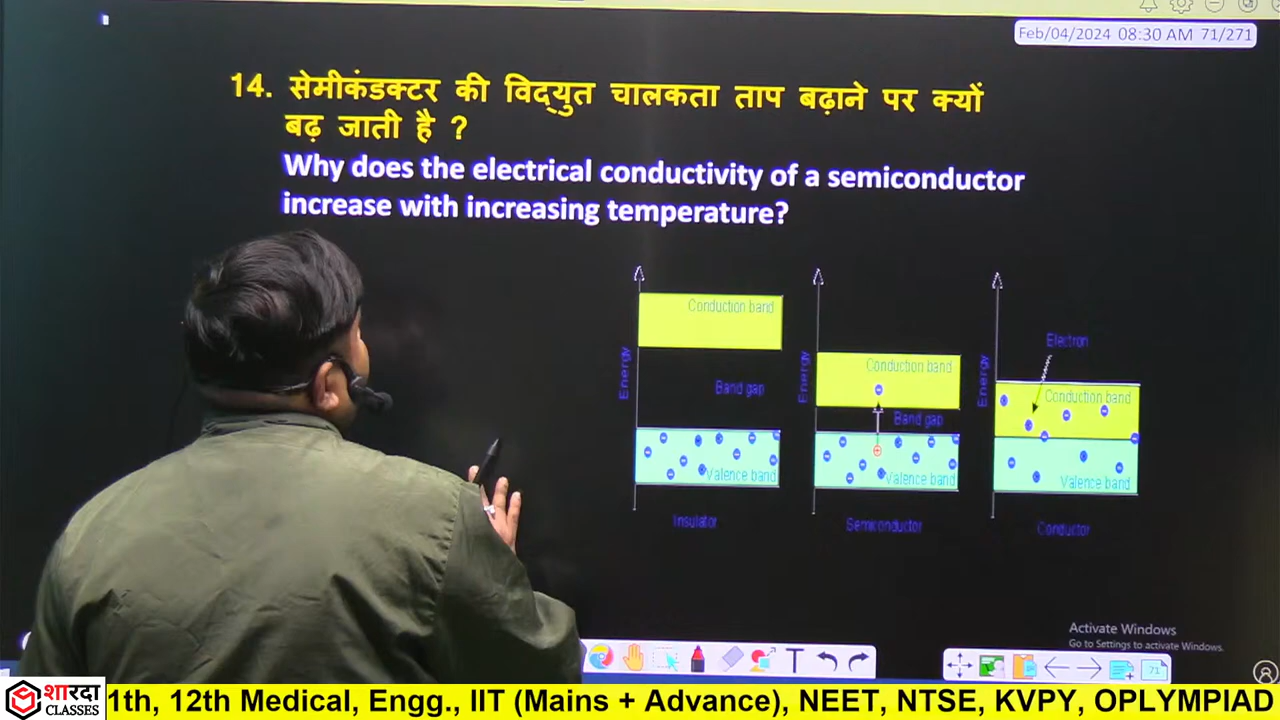 Feb/04/2024 08:30 AM 71/271
14. सेमीकंडक्टर की विद्युत चालकता ताप बढ़ाने पर क्यों
बढ़ जाती है ?
Why does the electrical conductivity of a semiconductor
increase with increasing temperature?
Energy
Conduction band
Band gap
Valence band
Insulator
Energy
Conduction band
Band gap
Valence band
Semiconductor
Energy
Electron
Conduction band
Valence band
Conductor
Activate Windows
Go to Settings to activate Windows.
T
71
शारदा
CLASSES
1th, 12th Medical, Engg., IIT (Mains + Advance), NEET, NTSE, KVPY, OPLYMPIAD